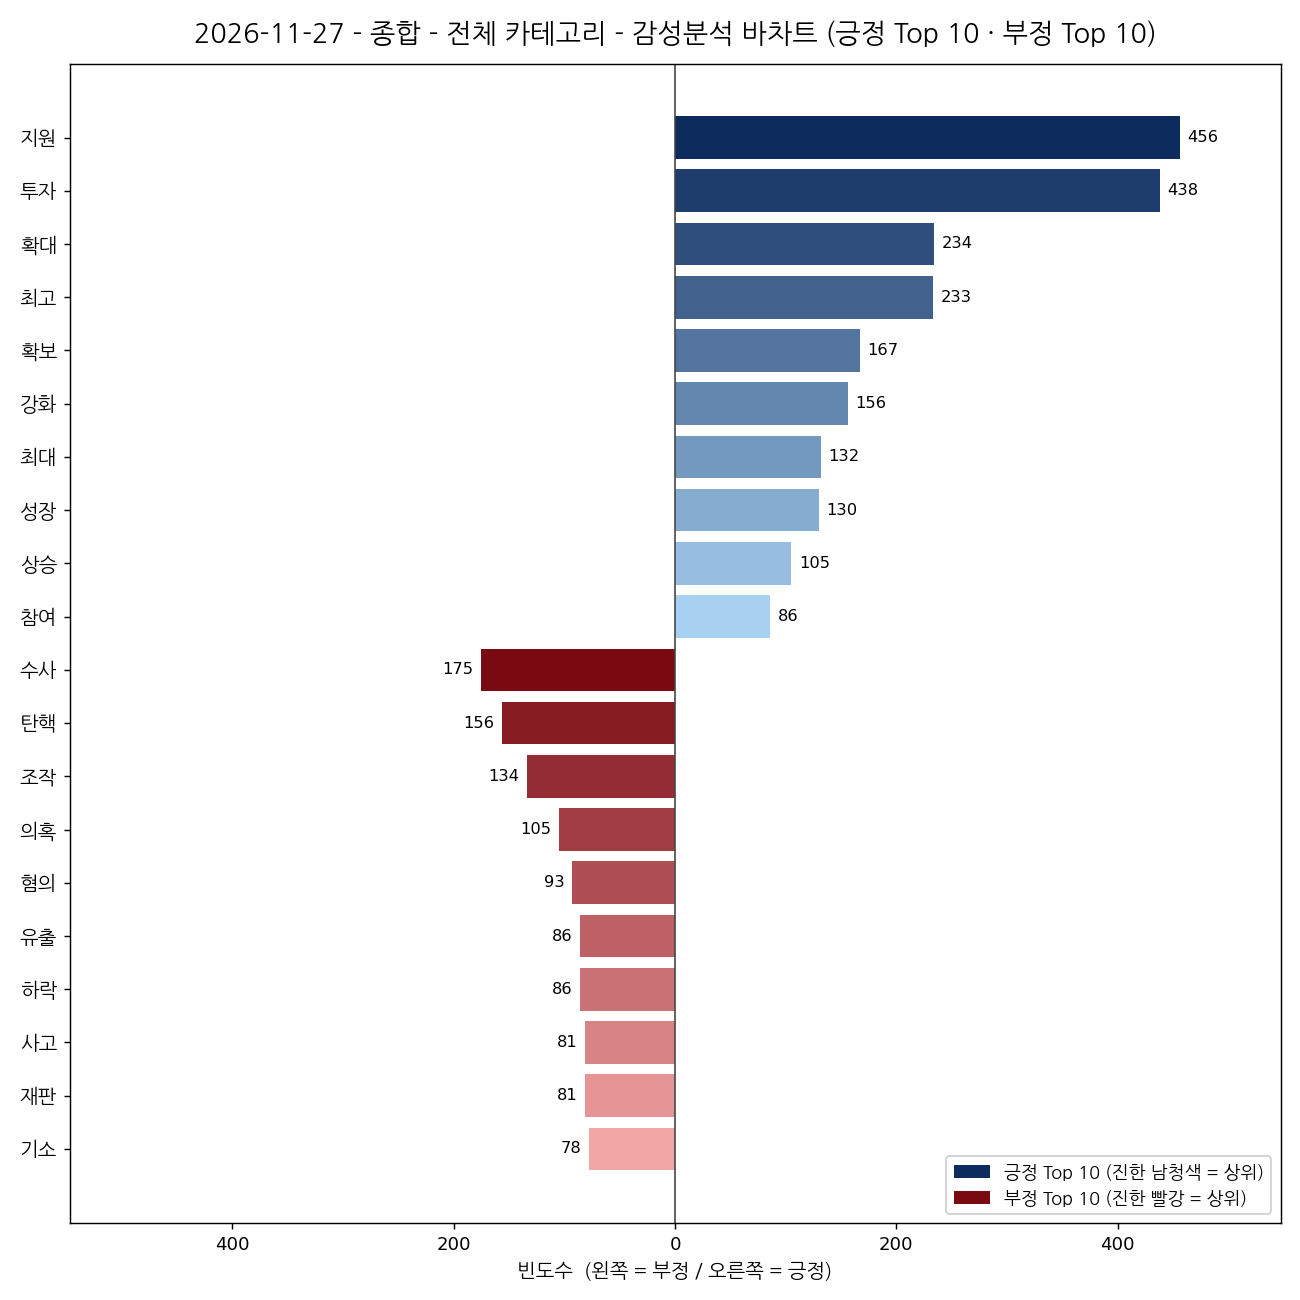 2026-11-27 - 종합 - 전체 카테고리 - 감성분석 바차트 (긍정 Top 10 · 부정 Top 10)
지원 456
투자 438
확대 234
최고 233
확보 167
강화 156
최대 132
성장 130
상승 105
참여 86
수사 175
탄핵 156
조작 134
의혹 105
혐의 93
유출 86
하락 86
사고 81
재판 81
기소 78
긍정 Top 10 (진한 남청색 = 상위)
부정 Top 10 (진한 빨강 = 상위)
400 200 0 200 400
빈도수 (왼쪽 = 부정 / 오른쪽 = 긍정)